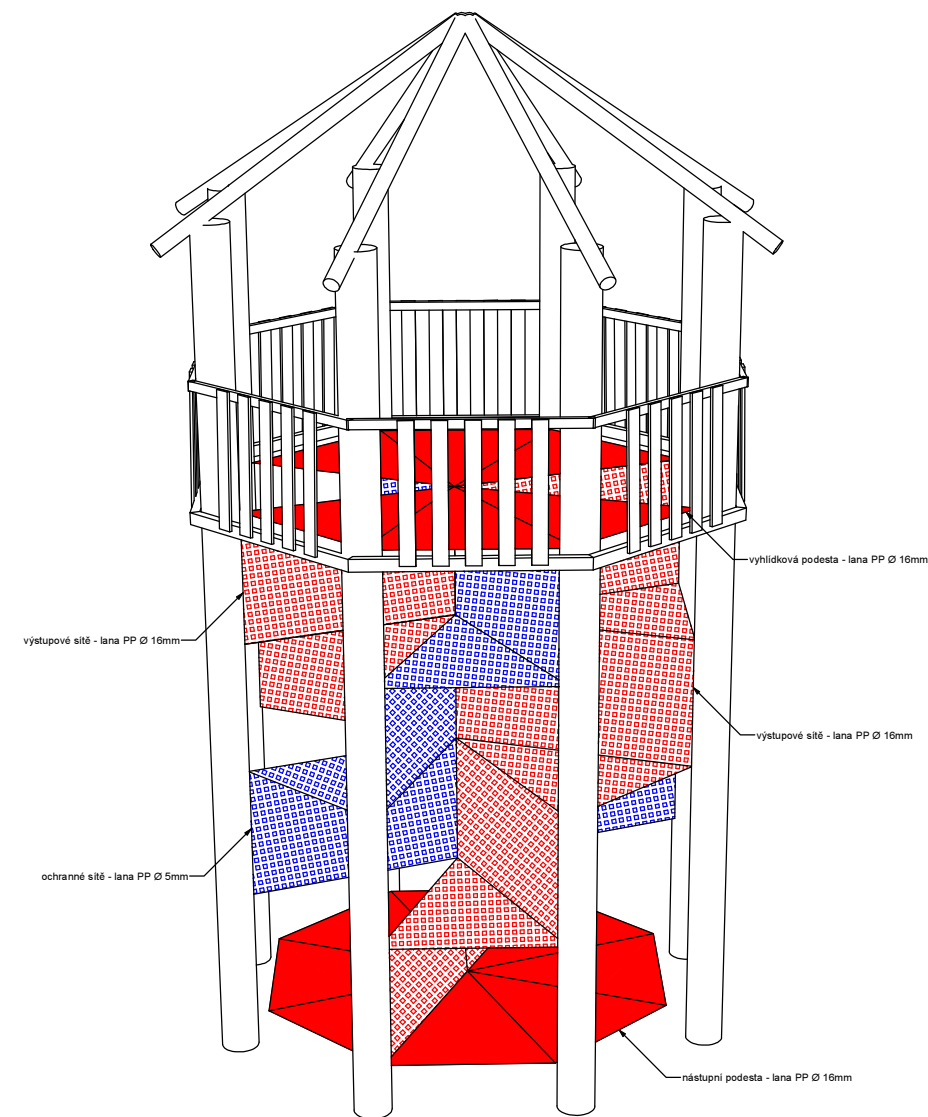 vyhlídková podesta - lana PP Ø 16mm
výstupové sítě - lana PP Ø 16mm
výstupové sítě - lana PP Ø 16mm
ochranné sítě - lana PP Ø 5mm
nástupní podesta - lana PP Ø 16mm